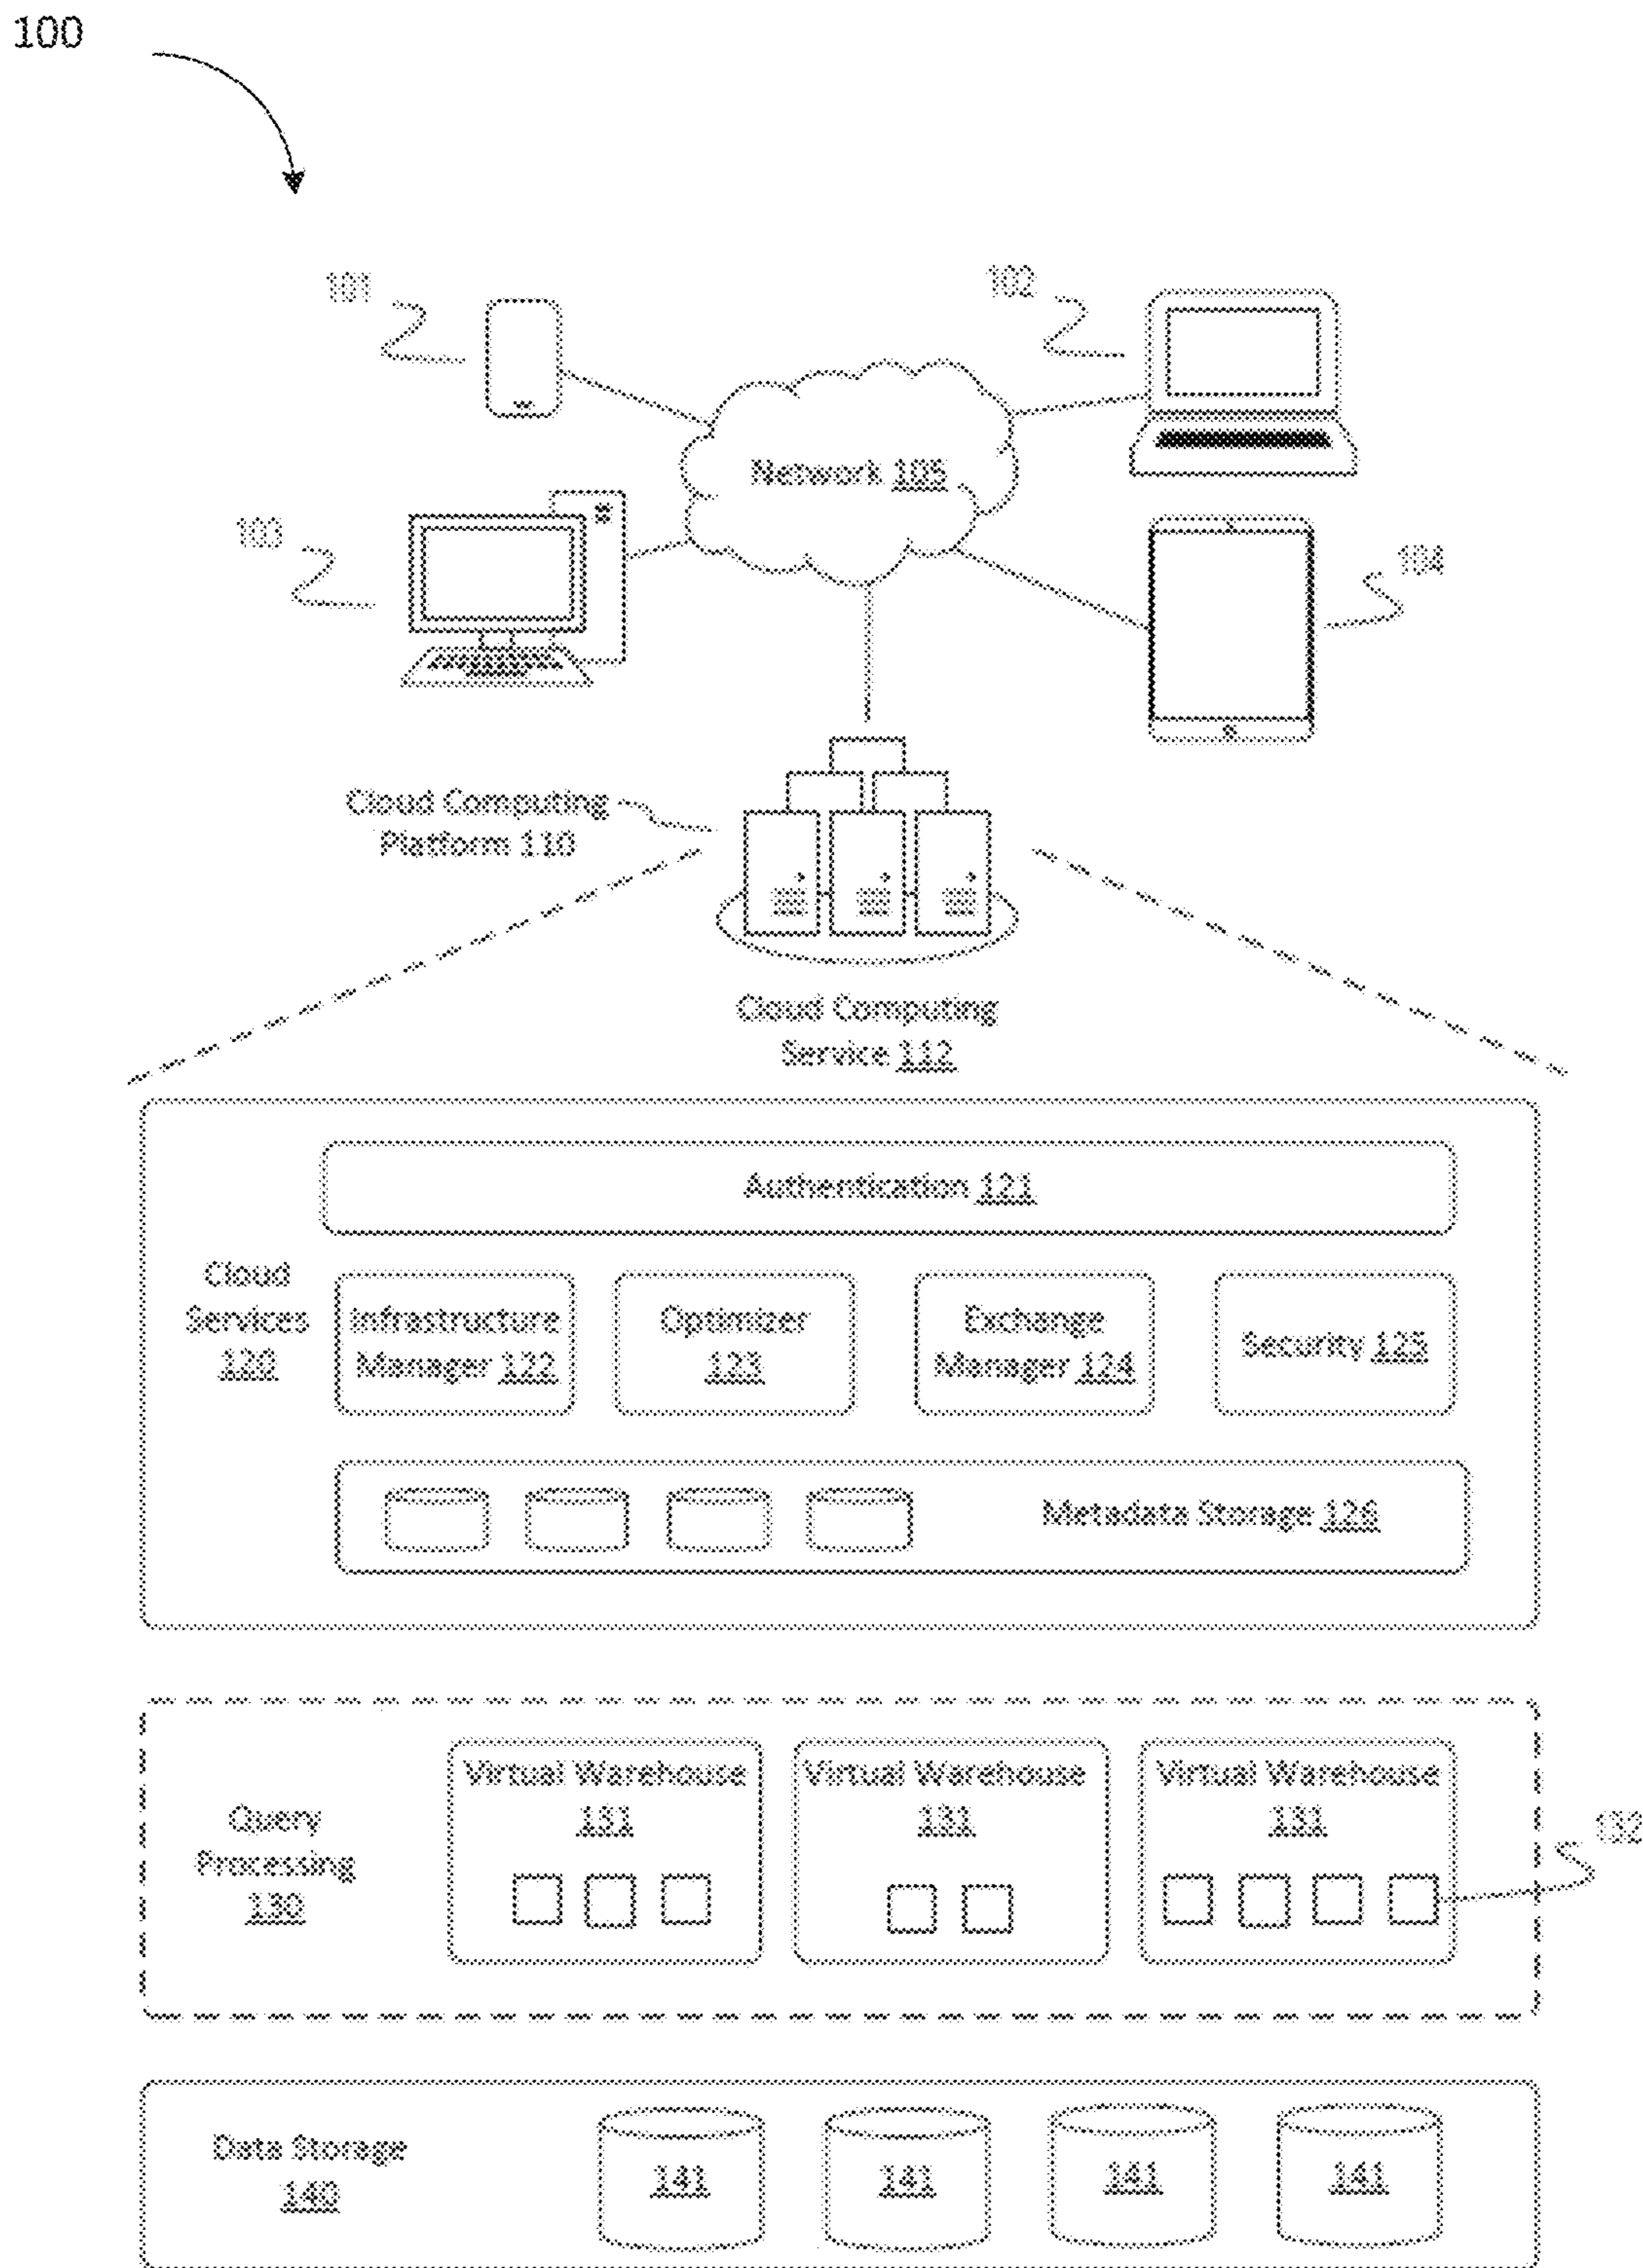 100
101
102
Network 105
103
104
Cloud Computing
Platform 110
Cloud Computing
Service 112
Authentication 121
Cloud
Services
120
Infrastructure
Manager 122
Optimizer
123
Exchange
Manager 124
Security 125
Metadata Storage 126
Query
Processing
130
Virtual Warehouse
131
Virtual Warehouse
131
Virtual Warehouse
131
132
Data Storage
140
141
141
141
141